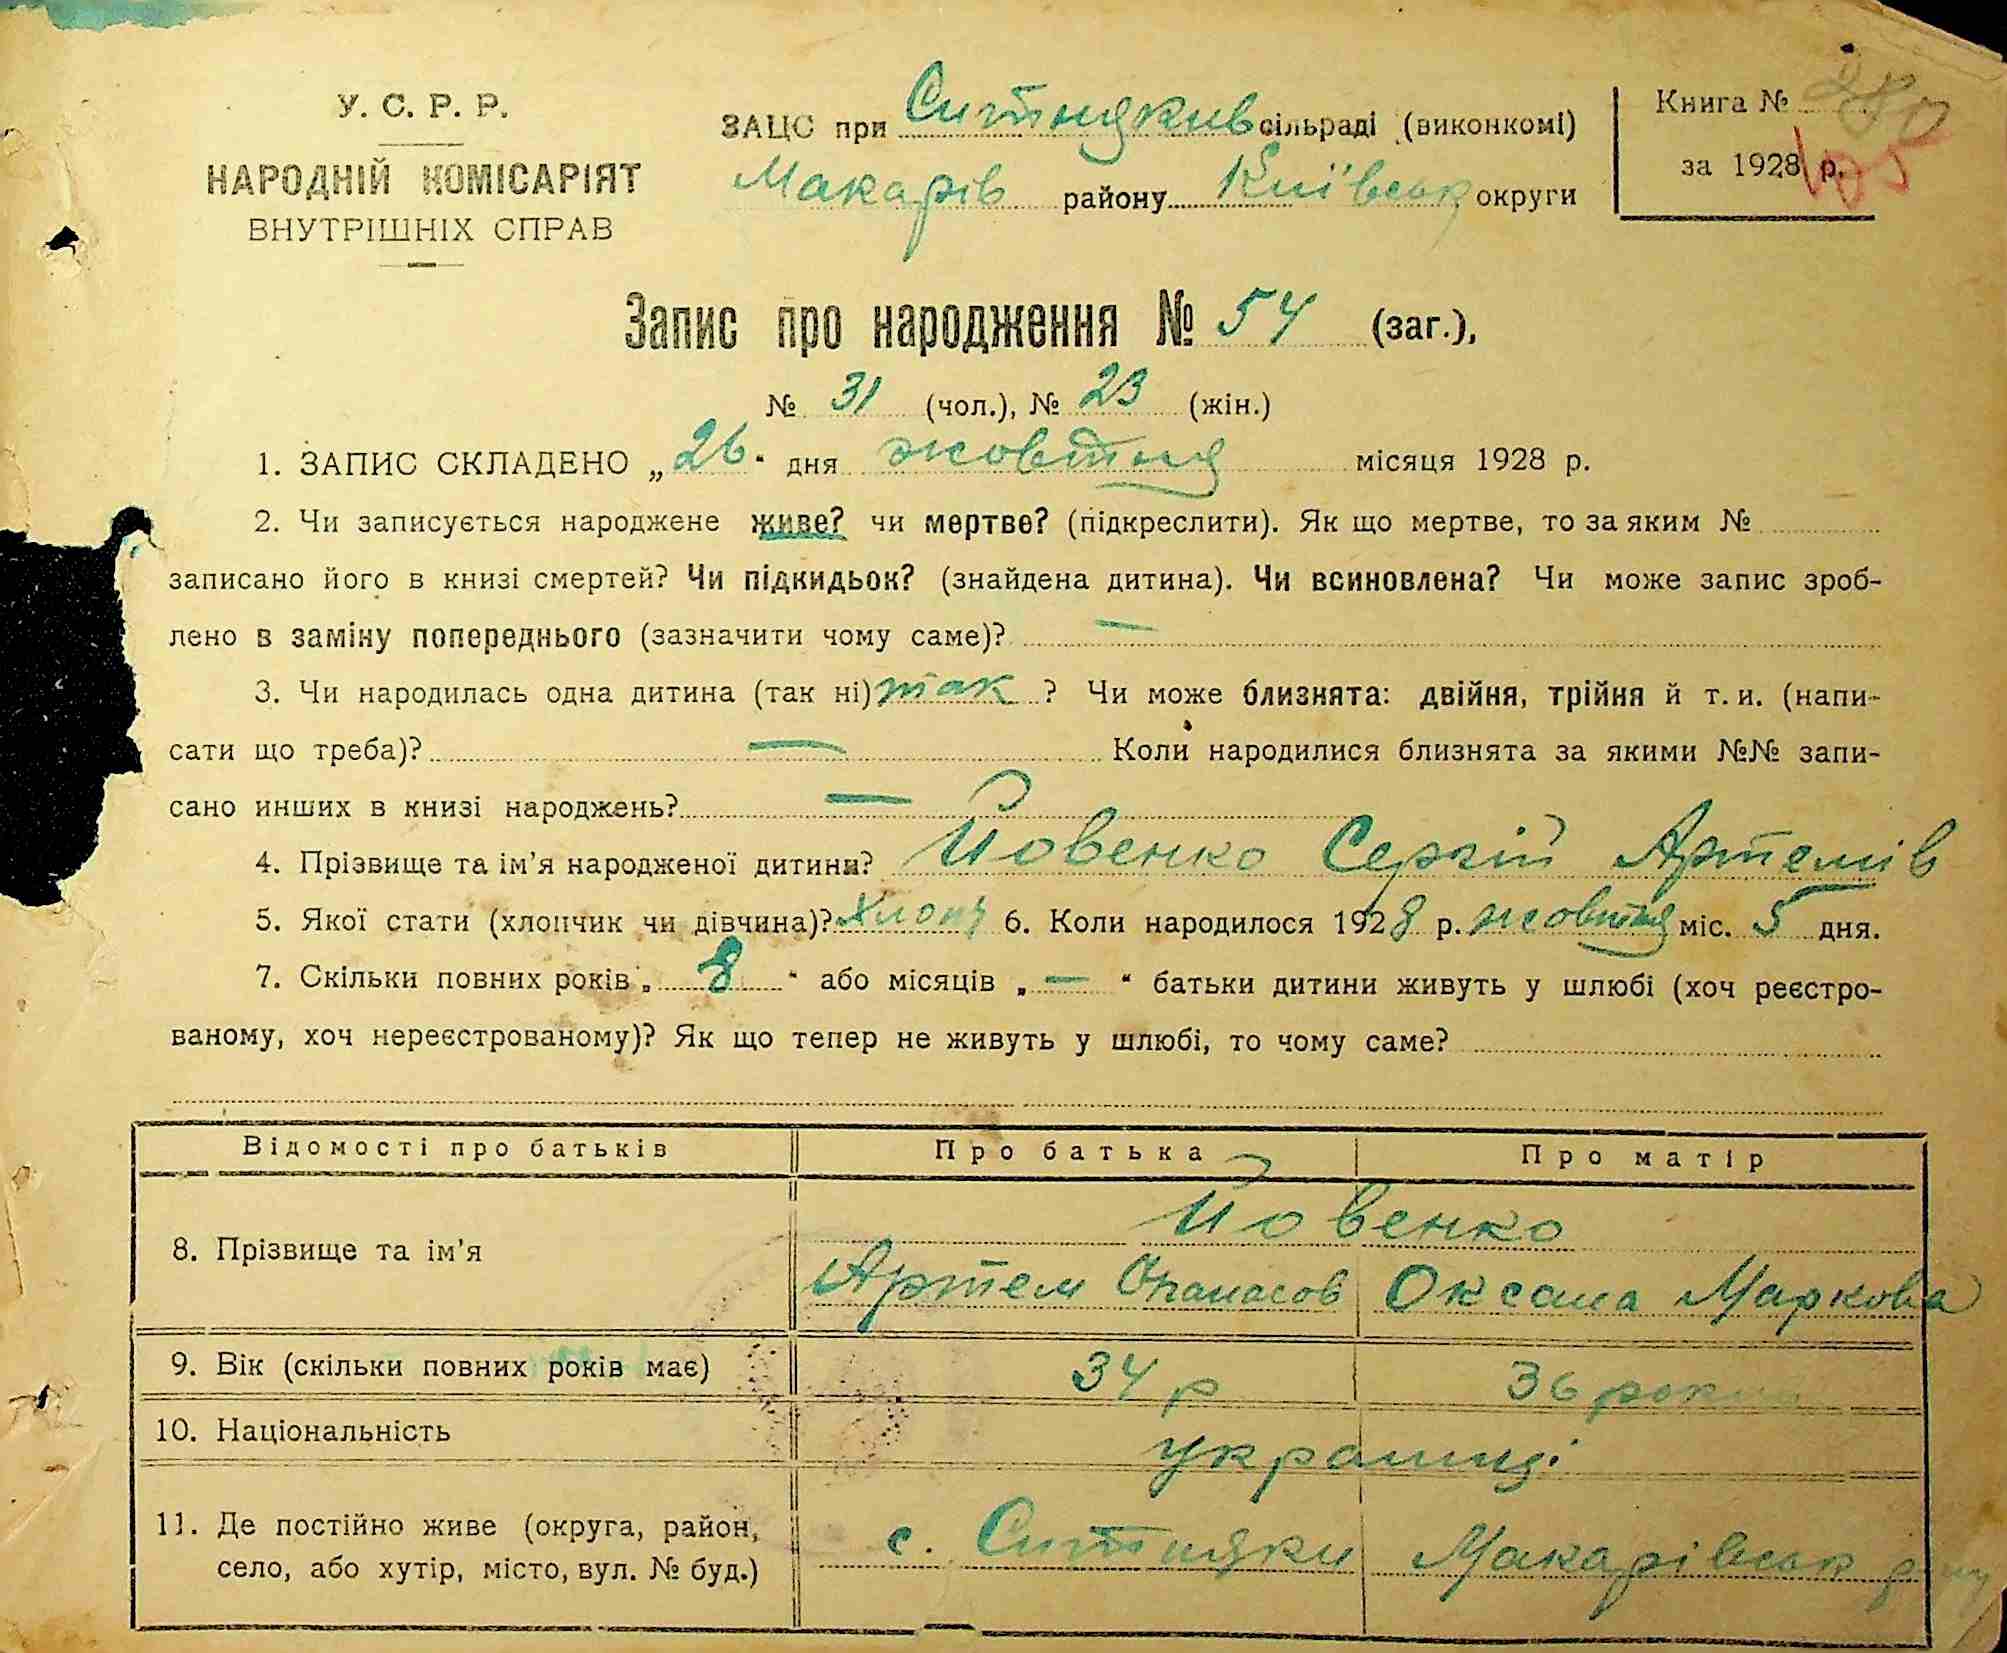 У. С. Р. Р.
НАРОДНІЙ КОМІСАРІЯТ
ВНУТРІШНІХ СПРАВ
ЗАЦС при Ситняков сільраді (виконкомі)
Макарів району Київськ округи
Книга №
за 1928 р.
Запис про народження № 54 (заг.),
№ 31 (чол.), № 23 (жін.)
1. ЗАПИС СКЛАДЕНО „26“ дня жовтня місяця 1928 р.
2. Чи записується народжене живе? чи мертве? (підкреслити). Як що мертве, то за яким №
записано його в книзі смертей? Чи підкидьок? (знайдена дитина). Чи всиновлена? Чи може запис зроб-
лено в заміну попереднього (зазначити чому саме)? —
3. Чи народилась одна дитина (так ні) так ? Чи може близнята: двійня, трійня й т. и. (напи-
сати що треба)? — Коли народилися близнята за якими №№ запи-
сано инших в книзі народжень? —
4. Прізвище та ім’я народженої дитини? Йовенко Сергій Артемів
5. Якої стати (хлопчик чи дівчина)? хлопч 6. Коли народилося 1928 р. жовтня міс. 5 дня.
7. Скільки повних років „ 8 “ або місяців „ — “ батьки дитини живуть у шлюбі (хоч реєстро-
ваному, хоч нереєстрованому)? Як що тепер не живуть у шлюбі, то чому саме?
Відомості про батьків Про батька Про матір
8. Прізвище та ім’я Йовенко
Артем Опанасов Оксана Маркова
9. Вік (скільки повних років має) 34 р 36 роки
10. Національність українці
11. Де постійно живе (округа, район,
село, або хутір, місто, вул. № буд.) с. Ситняки Макарівськ р-ну